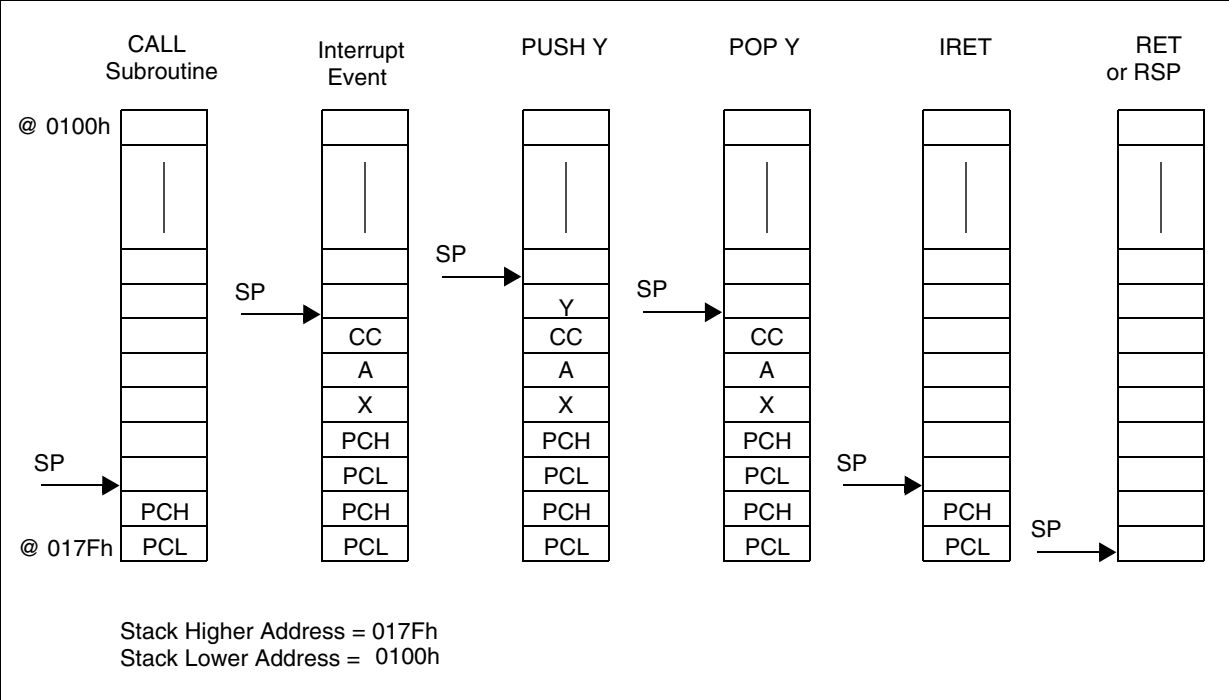 CALL
Subroutine
Interrupt
Event
PUSH Y
POP Y
IRET
RET
or RSP
@ 0100h
SP
SP
Y
SP
SP
CC
CC
CC
A
A
A
X
X
X
PCH
PCH
PCH
SP
SP
PCL
PCL
PCL
PCH
PCH
PCH
PCH
PCH
SP
@ 017Fh
PCL
PCL
PCL
PCL
PCL
Stack Higher Address = 017Fh
Stack Lower Address = 0100h